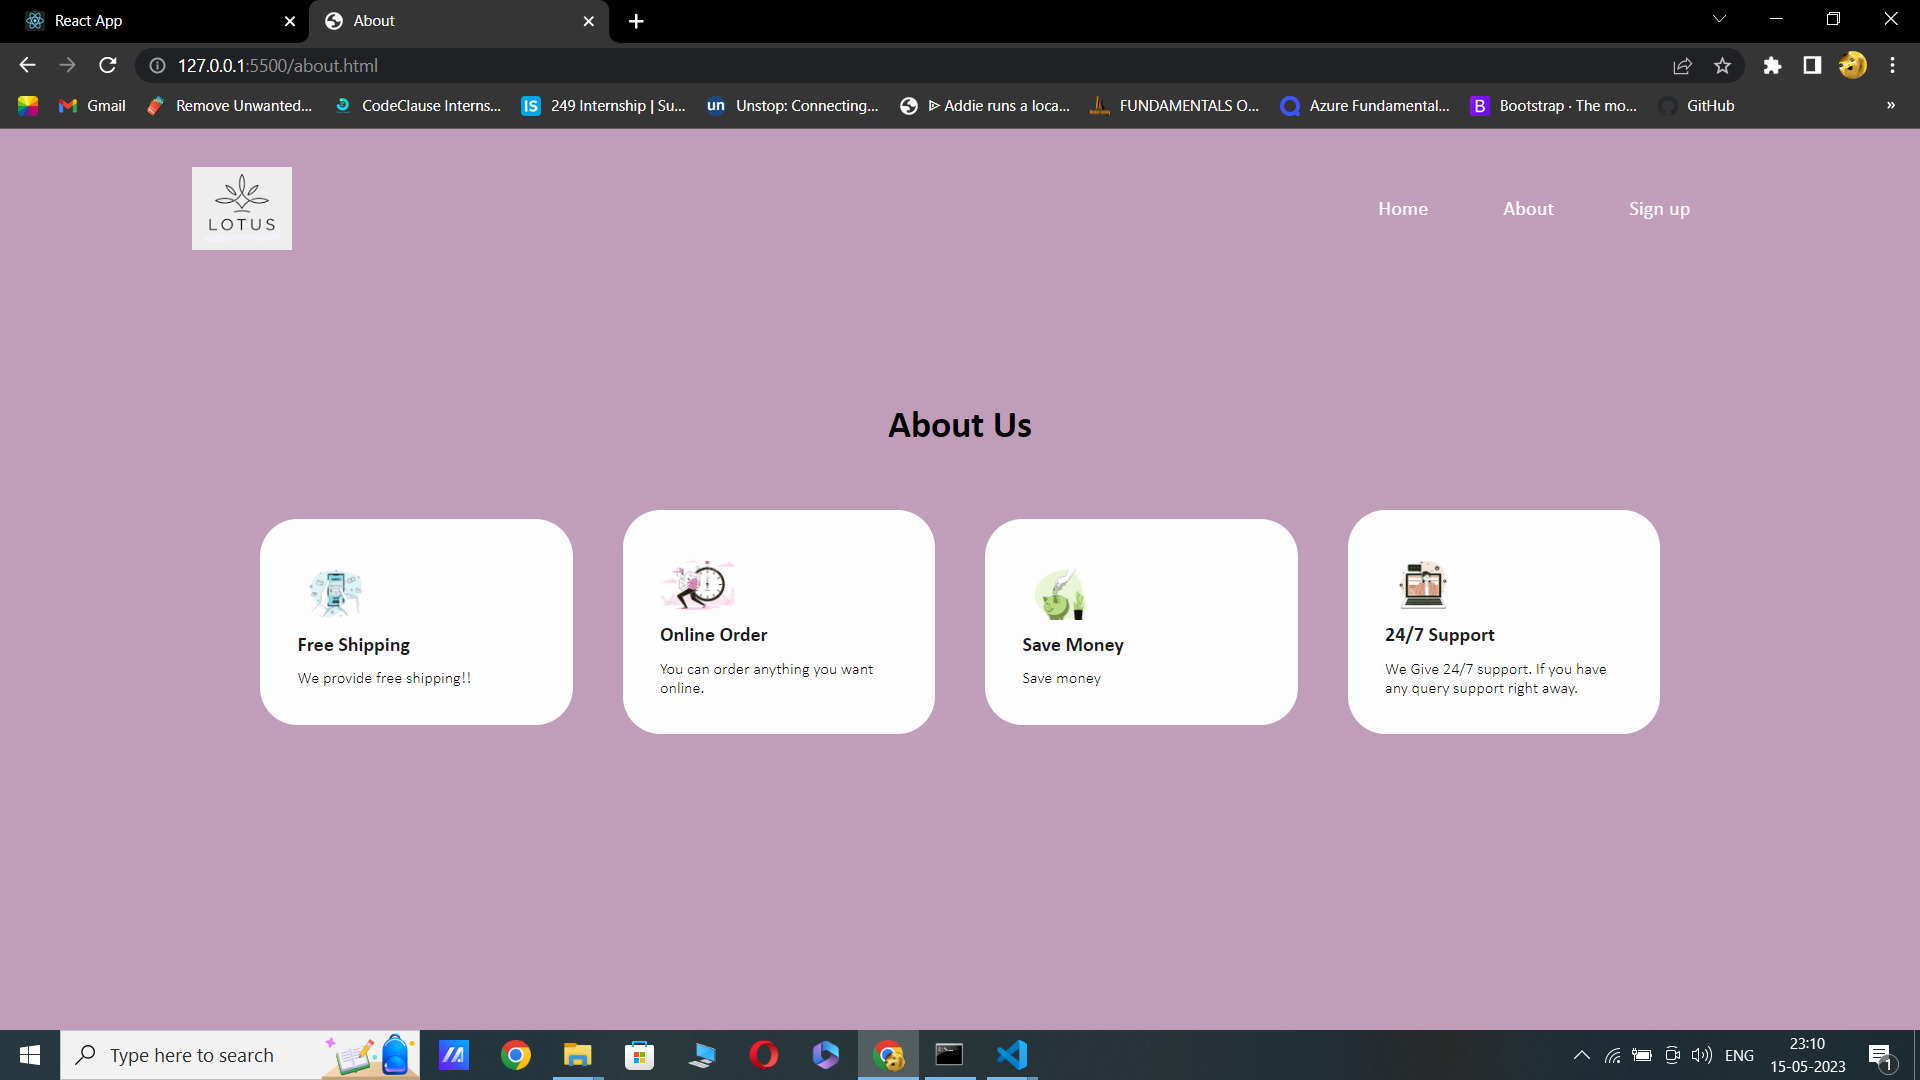 React App
About
127.0.0.1:5500/about.html
Gmail
Remove Unwanted...
CodeClause Interns...
IS
249 Internship | Su...
un
Unstop: Connecting...
Addie runs a loca...
FUNDAMENTALS O...
Azure Fundamental...
B
Bootstrap · The mo...
GitHub
»
LOTUS
Home
About
Sign up
About Us
Free Shipping
We provide free shipping!!
Online Order
You can order anything you want
online.
Save Money
Save money
24/7 Support
We Give 24/7 support. If you have
any query support right away.
Type here to search
ENG
23:10
15-05-2023
1